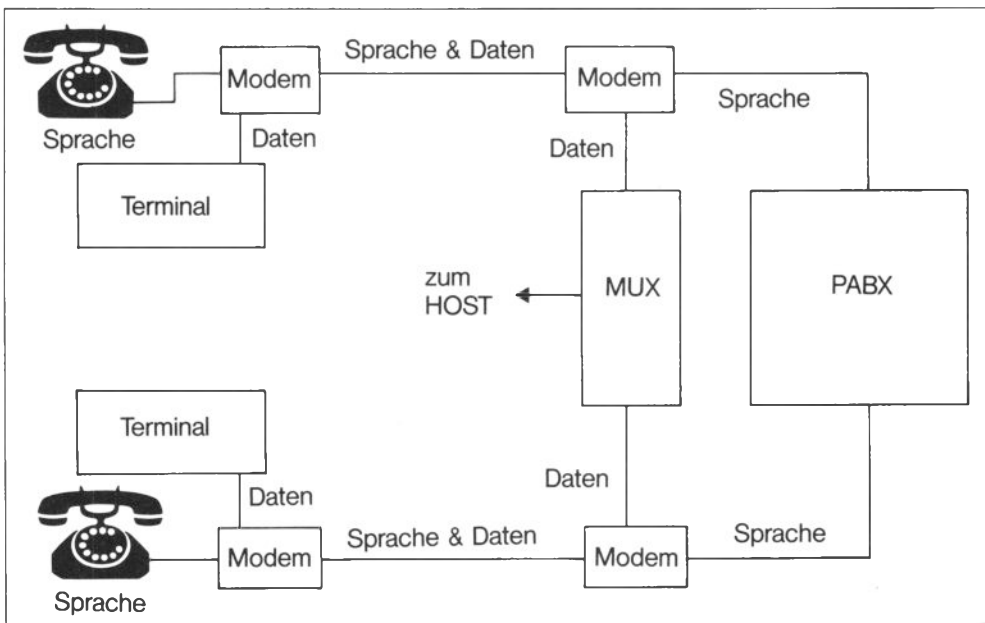 Sprache & Daten
Modem
Modem
Sprache
Sprache
Daten
Daten
Terminal
zum
HOST
MUX
PABX
Terminal
Daten
Daten
Sprache & Daten
Sprache
Modem
Modem
Sprache